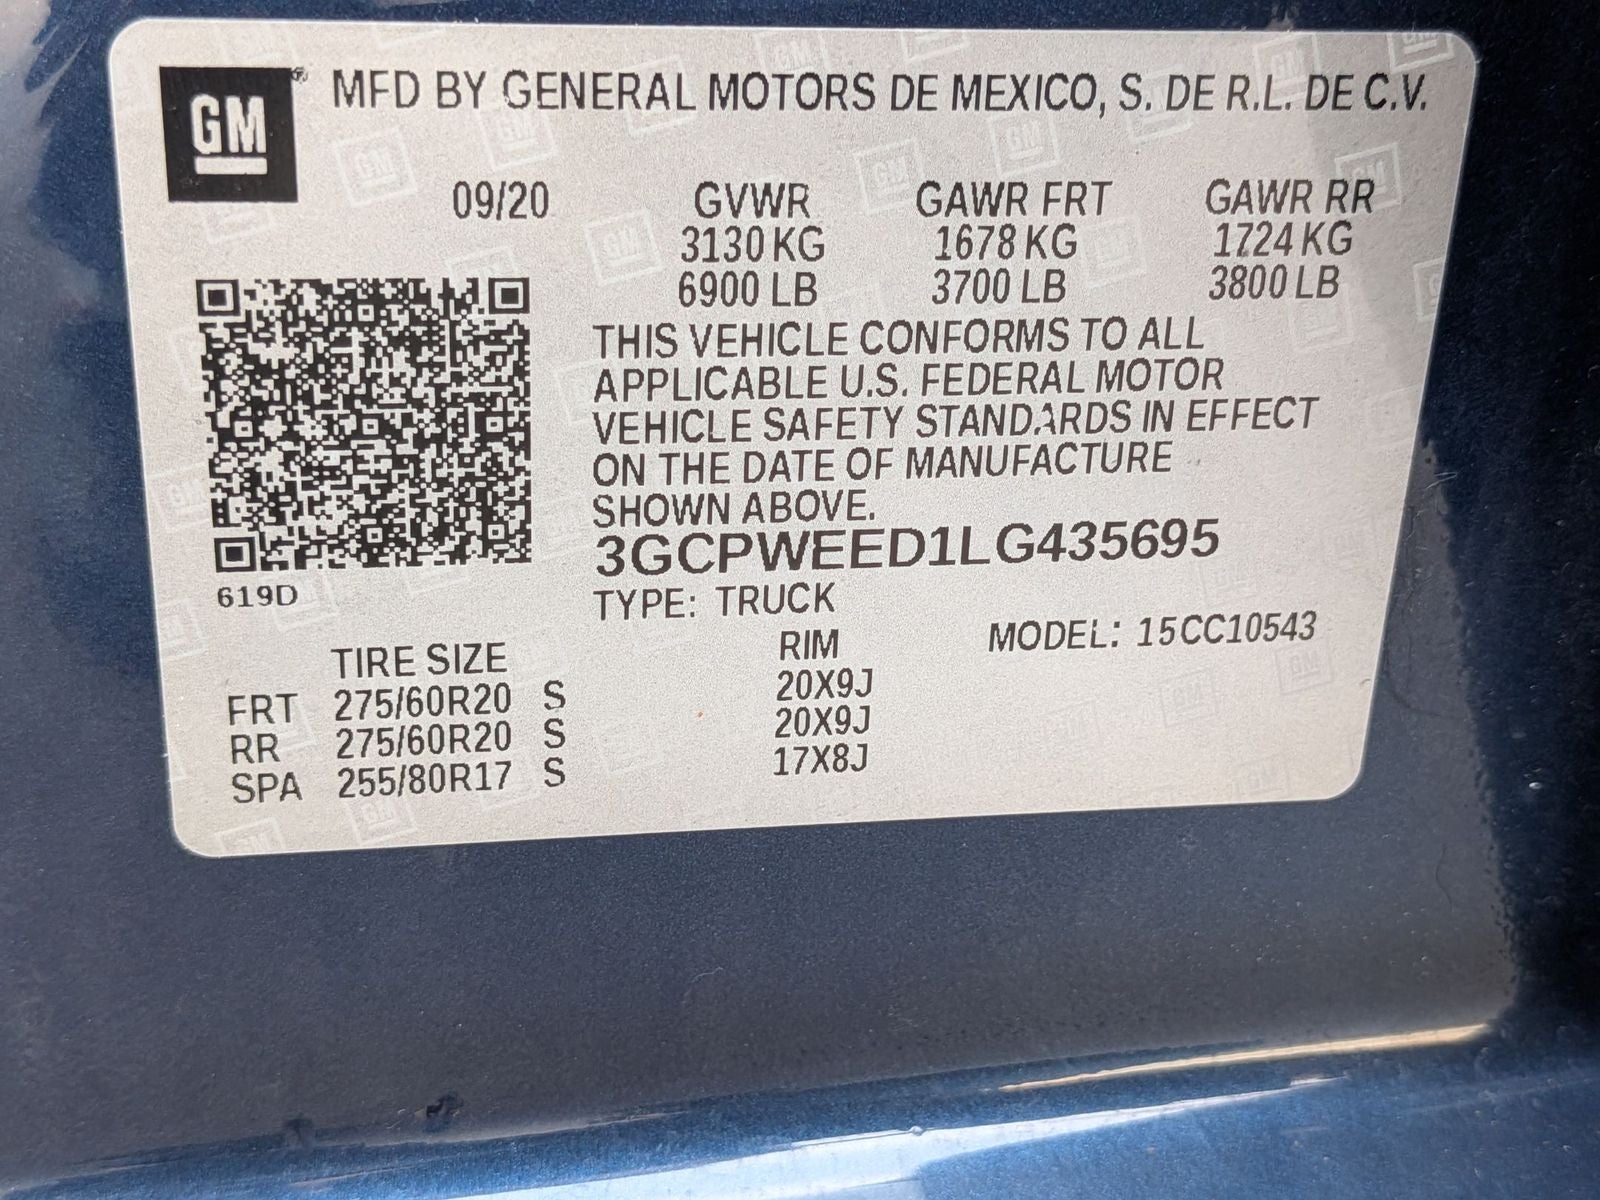 GM® MFD BY GENERAL MOTORS DE MEXICO, S. DE R.L. DE C.V.
09/20 GVWR GAWR FRT GAWR RR
3130 KG 1678 KG 1724 KG
6900 LB 3700 LB 3800 LB
THIS VEHICLE CONFORMS TO ALL
APPLICABLE U.S. FEDERAL MOTOR
VEHICLE SAFETY STANDARDS IN EFFECT
ON THE DATE OF MANUFACTURE
SHOWN ABOVE.
3GCPWEED1LG435695
619D
TYPE: TRUCK
MODEL: 15CC10543
TIRE SIZE RIM
FRT 275/60R20 S 20X9J
RR 275/60R20 S 20X9J
SPA 255/80R17 S 17X8J